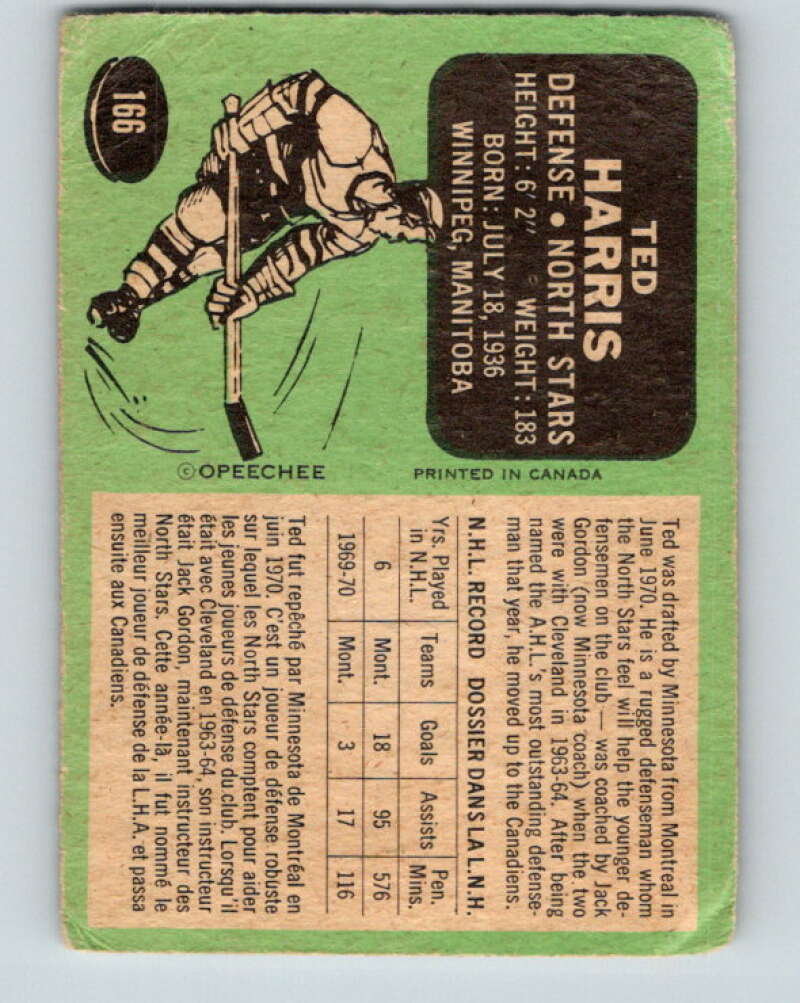 166
TED
HARRIS
DEFENSE • NORTH STARS
HEIGHT: 6' 2" WEIGHT: 183
BORN: JULY 18, 1936
WINNIPEG, MANITOBA
© OPEECHEE
PRINTED IN CANADA
Ted was drafted by Minnesota from Montreal in
June 1970. He is a rugged defenseman whom
the North Stars feel will help the younger de-
fensemen on the club — was coached by Jack
Gordon (now Minnesota coach) when the two
were with Cleveland in 1963-64. After being
named the A.H.L.'s most outstanding defense-
man that year, he moved up to the Canadiens.
N.H.L. RECORD DOSSIER DANS LA L.N.H.
Yrs. Played in N.H.L. Teams Goals Assists Pen. Mins.
6 Mont. 18 95 576
1969-70 Mont. 3 17 116
Ted fut repêché par Minnesota de Montréal en
juin 1970. C'est un joueur de défense robuste
sur lequel les North Stars comptent pour aider
les jeunes joueurs de défense du club. Lorsqu'il
était avec Cleveland en 1963-64, son instructeur
était Jack Gordon, maintenant instructeur des
North Stars. Cette année-là, il fut nommé le
meilleur joueur de défense de la L.H.A. et passa
ensuite aux Canadiens.